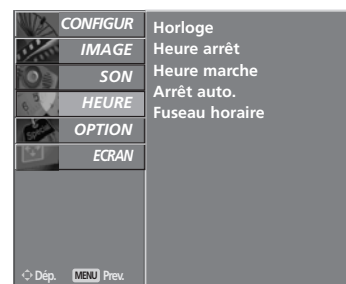 CONFIGUR
IMAGE
SON
HEURE
OPTION
ECRAN
Horloge
Heure arrêt
Heure marche
Arrêt auto.
Fuseau horaire
Dép. MENU Prev.